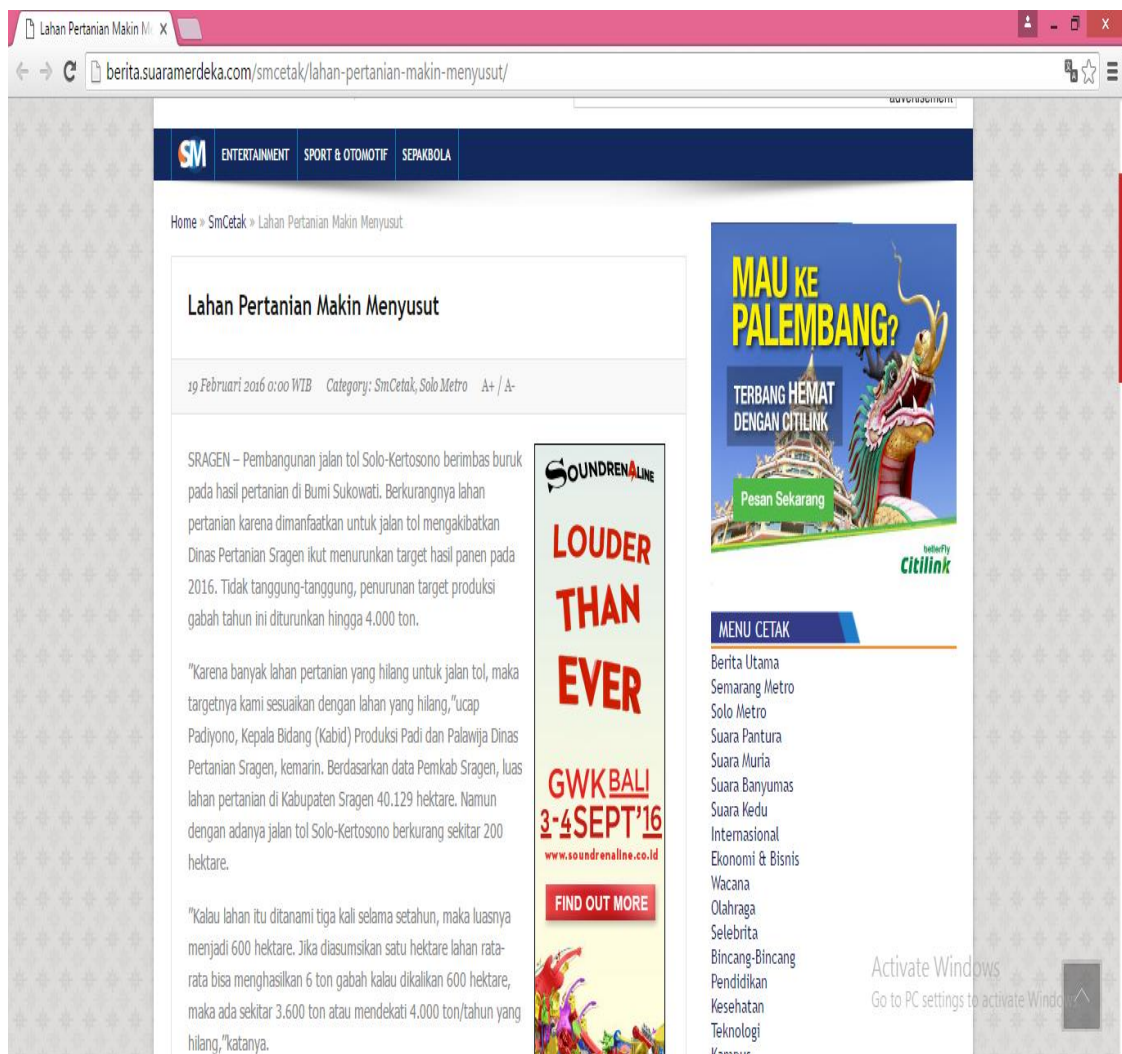 Lahan Pertanian Makin M
berita.suaramerdeka.com/smcetak/lahan-pertanian-makin-menyusut/
advertisement
SM ENTERTAINMENT SPORT & OTOMOTIF SEPAKBOLA
Home » SmCetak » Lahan Pertanian Makin Menyusut
Lahan Pertanian Makin Menyusut
19 Februari 2016 0:00 WIB Category: SmCetak, Solo Metro A+ / A-
SRAGEN – Pembangunan jalan tol Solo-Kertosono berimbas buruk
pada hasil pertanian di Bumi Sukowati. Berkurangnya lahan
pertanian karena dimanfaatkan untuk jalan tol mengakibatkan
Dinas Pertanian Sragen ikut menurunkan target hasil panen pada
2016. Tidak tanggung-tanggung, penurunan target produksi
gabah tahun ini diturunkan hingga 4.000 ton.
”Karena banyak lahan pertanian yang hilang untuk jalan tol, maka
targetnya kami sesuaikan dengan lahan yang hilang,”ucap
Padiyono, Kepala Bidang (Kabid) Produksi Padi dan Palawija Dinas
Pertanian Sragen, kemarin. Berdasarkan data Pemkab Sragen, luas
lahan pertanian di Kabupaten Sragen 40.129 hektare. Namun
dengan adanya jalan tol Solo-Kertosono berkurang sekitar 200
hektare.
”Kalau lahan itu ditanami tiga kali selama setahun, maka luasnya
menjadi 600 hektare. Jika diasumsikan satu hektare lahan rata-
rata bisa menghasilkan 6 ton gabah kalau dikalikan 600 hektare,
maka ada sekitar 3.600 ton atau mendekati 4.000 ton/tahun yang
hilang,”katanya.
SOUNDRENALINE
LOUDER
THAN
EVER
GWK BALI
3-4SEPT'16
www.soundrenaline.co.id
FIND OUT MORE
MAU KE
PALEMBANG?
TERBANG HEMAT
DENGAN CITILINK
Pesan Sekarang
betterFly
Citilink
MENU CETAK
Berita Utama
Semarang Metro
Solo Metro
Suara Pantura
Suara Muria
Suara Banyumas
Suara Kedu
Internasional
Ekonomi & Bisnis
Wacana
Olahraga
Selebrita
Bincang-Bincang
Pendidikan
Kesehatan
Teknologi
Kampus
Activate Windows
Go to PC settings to activate Windo